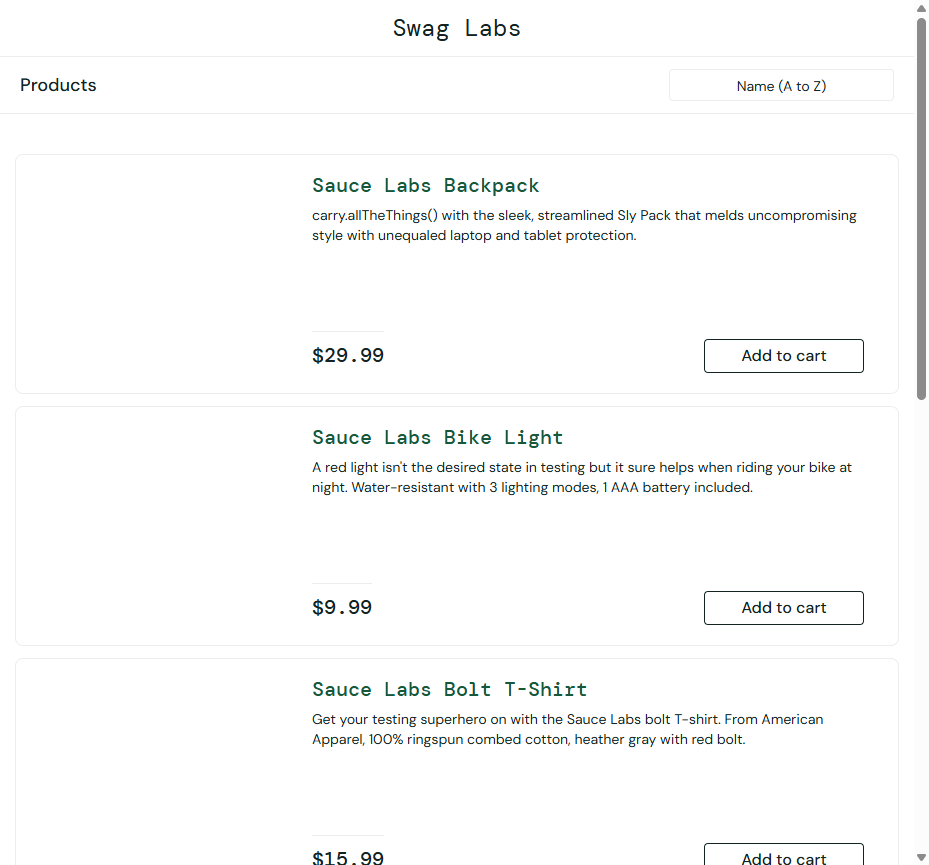 Swag Labs
Products
Name (A to Z)
Sauce Labs Backpack
carry.allTheThings() with the sleek, streamlined Sly Pack that melds uncompromising
style with unequaled laptop and tablet protection.
$29.99
Add to cart
Sauce Labs Bike Light
A red light isn't the desired state in testing but it sure helps when riding your bike at
night. Water-resistant with 3 lighting modes, 1 AAA battery included.
$9.99
Add to cart
Sauce Labs Bolt T-Shirt
Get your testing superhero on with the Sauce Labs bolt T-shirt. From American
Apparel, 100% ringspun combed cotton, heather gray with red bolt.
$15.99
Add to cart